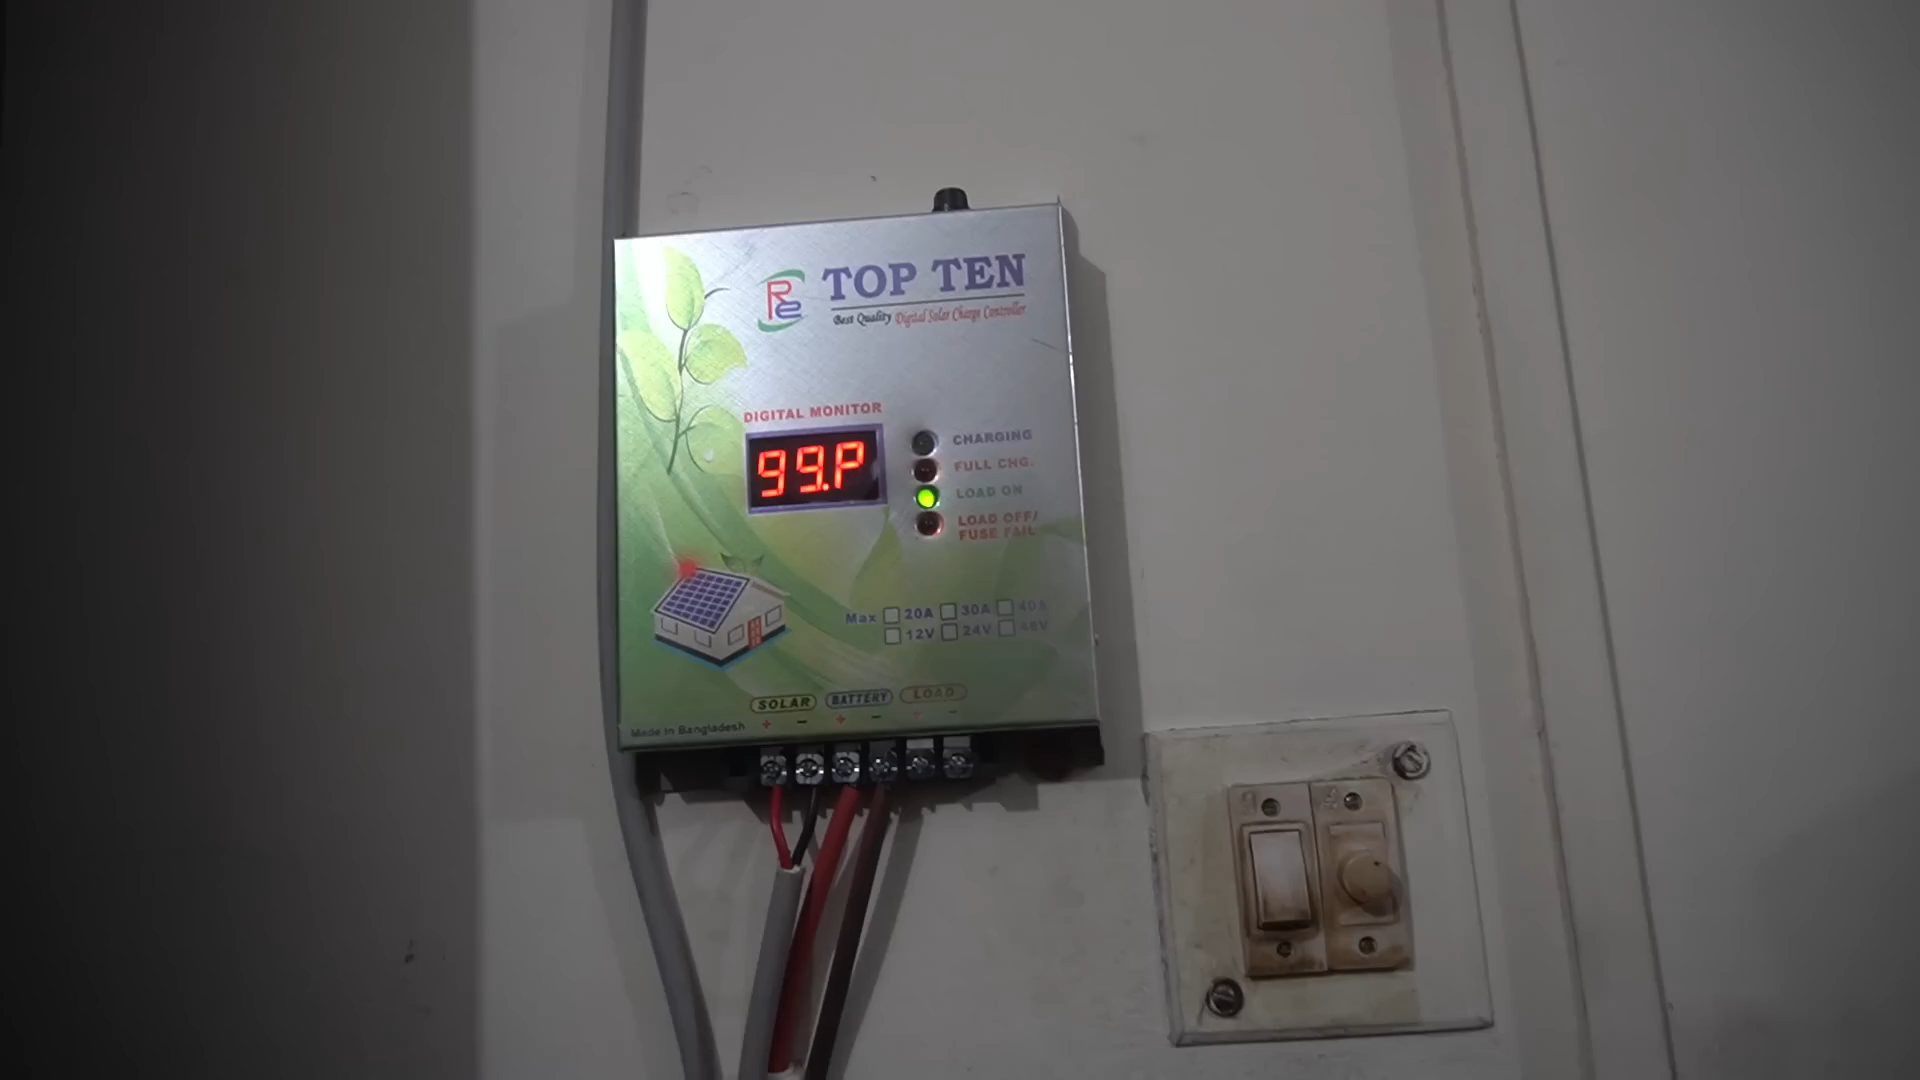 Re TOP TEN
Best Quality Digital Solar Charge Controller
DIGITAL MONITOR
99.P
CHARGING
FULL CHG.
LOAD ON
LOAD OFF/
FUSE FAIL
Max 20A 30A 40A
12V 24V 48V
SOLAR BATTERY LOAD
+ - + - + -
Made in Bangladesh